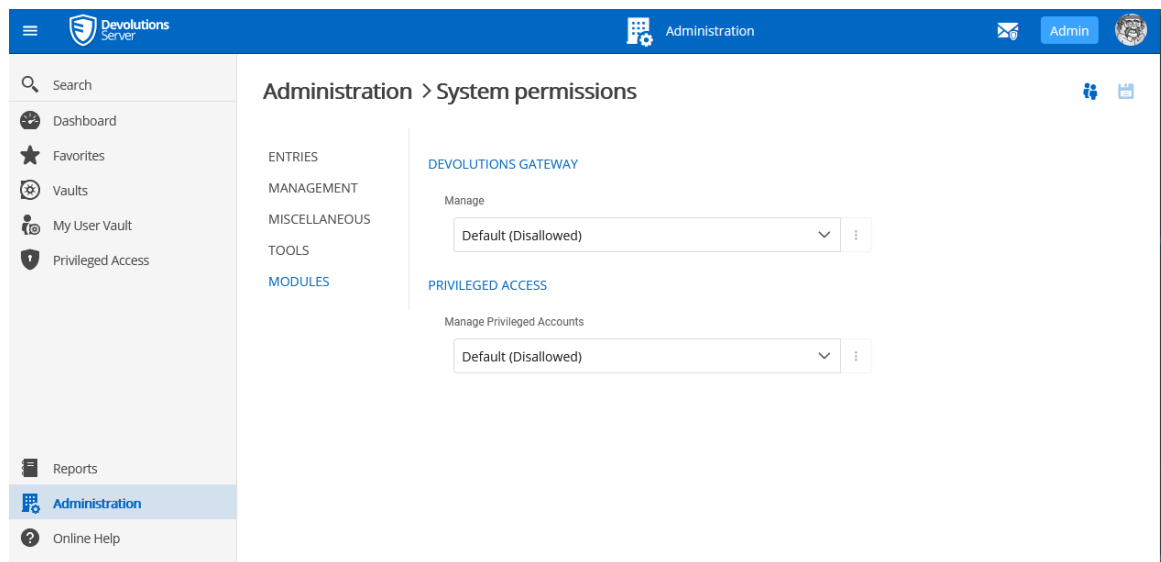 Devolutions
Server
Administration
Admin
Search
Dashboard
Favorites
Vaults
My User Vault
Privileged Access
Reports
Administration
Online Help
Administration > System permissions
ENTRIES
MANAGEMENT
MISCELLANEOUS
TOOLS
MODULES
DEVOLUTIONS GATEWAY
Manage
Default (Disallowed)
PRIVILEGED ACCESS
Manage Privileged Accounts
Default (Disallowed)